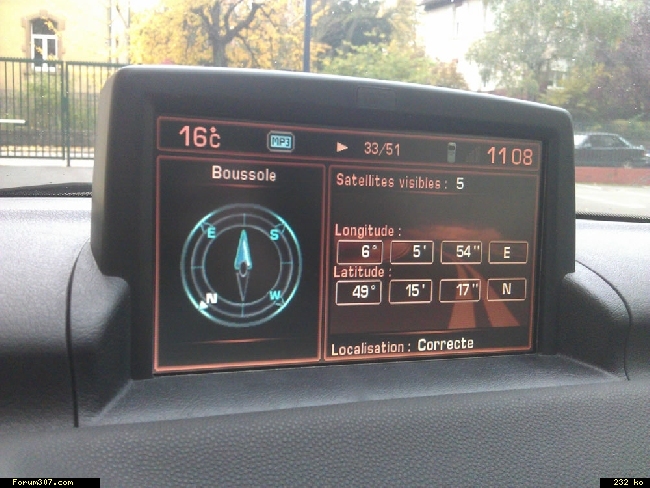 16°C MP3 33/51 11 08
Boussole
E S
N W
Satellites visibles : 5
Longitude :
6° 5' 54" E
Latitude :
49° 15' 17" N
Localisation : Correcte
Forum307.com 232 ko